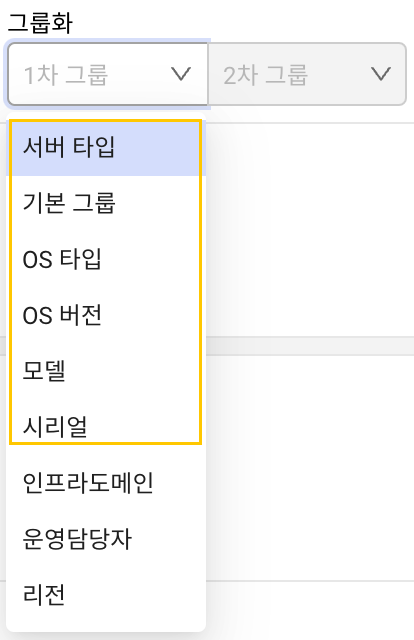 그룹화
1차 그룹 2차 그룹
서버 타입
기본 그룹
OS 타입
OS 버전
모델
시리얼
인프라도메인
운영담당자
리전